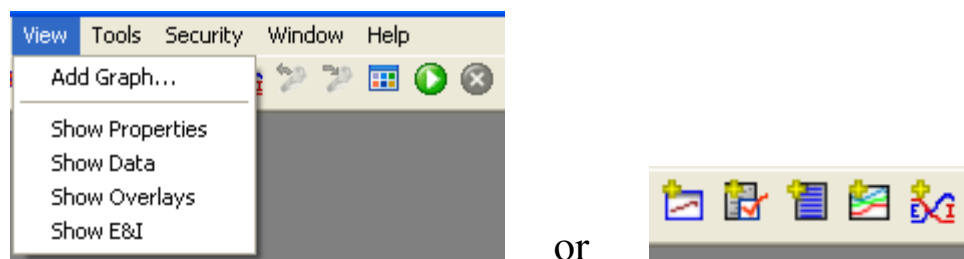 View Tools Security Window Help
Add Graph...
Show Properties
Show Data
Show Overlays
Show E&I
or
E I